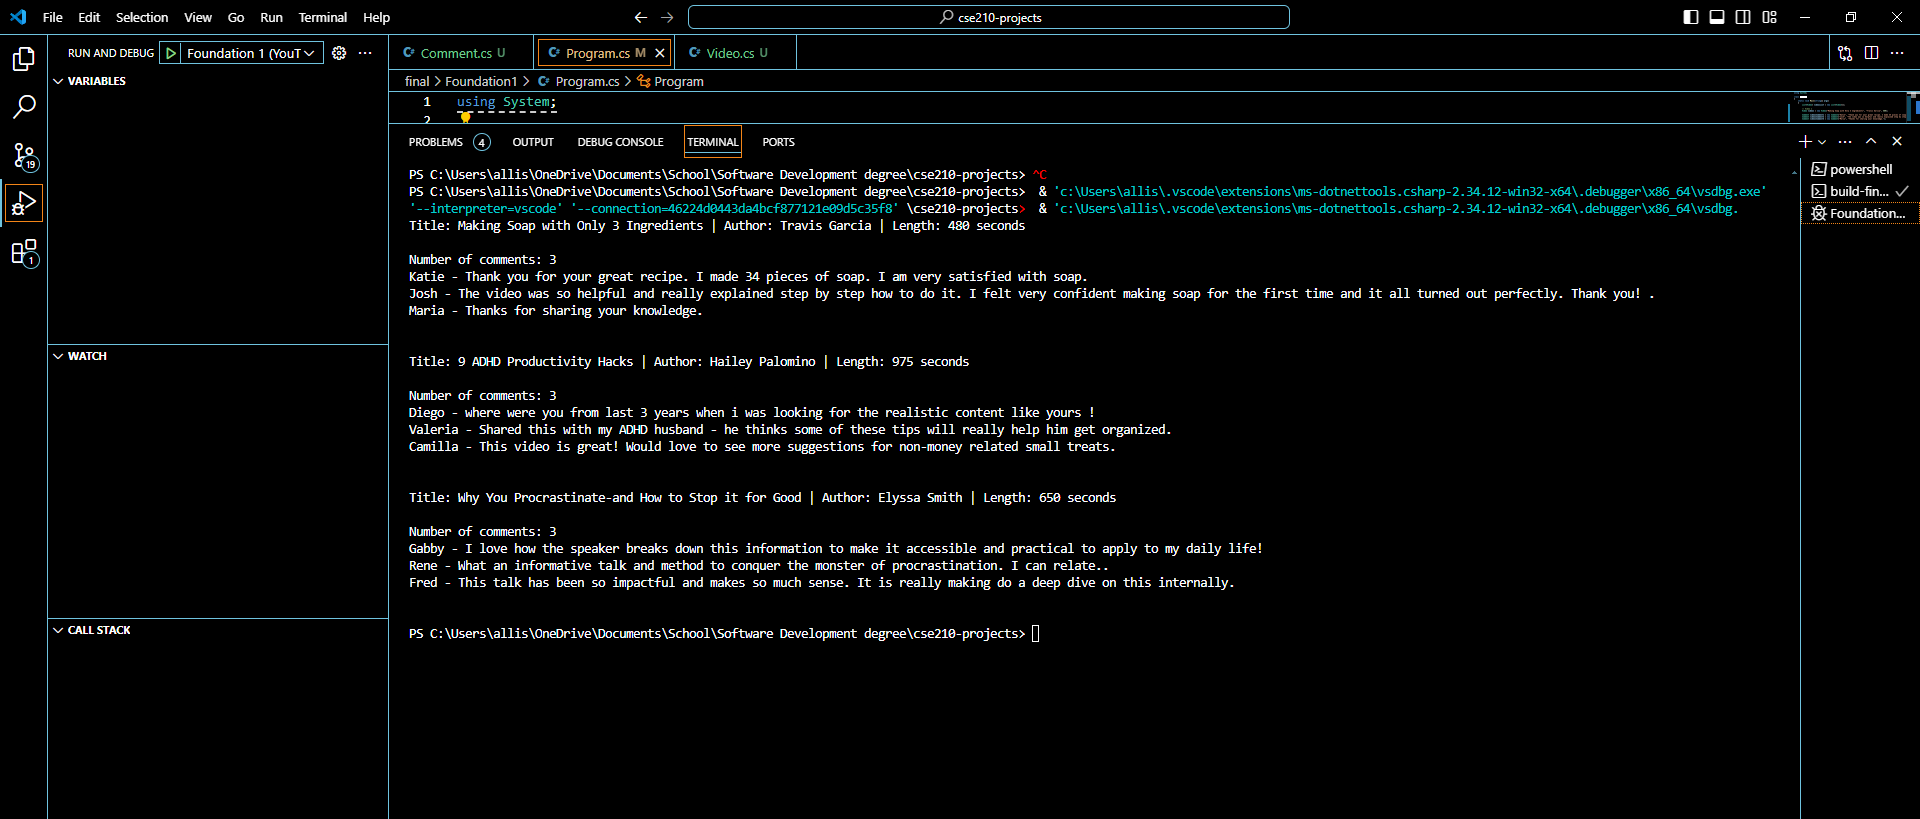 File Edit Selection View Go Run Terminal Help
cse210-projects
RUN AND DEBUG Foundation 1 (YouT
Comment.cs U
Program.cs M
Video.cs U
VARIABLES
final > Foundation1 > Program.cs > Program
1 using System;
2
PROBLEMS 4 OUTPUT DEBUG CONSOLE TERMINAL PORTS
PS C:\Users\allis\OneDrive\Documents\School\Software Development degree\cse210-projects> ^C
PS C:\Users\allis\OneDrive\Documents\School\Software Development degree\cse210-projects> & 'c:\Users\allis\.vscode\extensions\ms-dotnettools.csharp-2.34.12-win32-x64\.debugger\x86_64\vsdbg.exe'
'--interpreter=vscode' '--connection=46224d0443da4bcf877121e09d5c35f8' \cse210-projects> & 'c:\Users\allis\.vscode\extensions\ms-dotnettools.csharp-2.34.12-win32-x64\.debugger\x86_64\vsdbg.
Title: Making Soap with Only 3 Ingredients | Author: Travis Garcia | Length: 480 seconds
Number of comments: 3
Katie - Thank you for your great recipe. I made 34 pieces of soap. I am very satisfied with soap.
Josh - The video was so helpful and really explained step by step how to do it. I felt very confident making soap for the first time and it all turned out perfectly. Thank you! .
Maria - Thanks for sharing your knowledge.
Title: 9 ADHD Productivity Hacks | Author: Hailey Palomino | Length: 975 seconds
Number of comments: 3
Diego - where were you from last 3 years when i was looking for the realistic content like yours !
Valeria - Shared this with my ADHD husband - he thinks some of these tips will really help him get organized.
Camilla - This video is great! Would love to see more suggestions for non-money related small treats.
Title: Why You Procrastinate-and How to Stop it for Good | Author: Elyssa Smith | Length: 650 seconds
Number of comments: 3
Gabby - I love how the speaker breaks down this information to make it accessible and practical to apply to my daily life!
Rene - What an informative talk and method to conquer the monster of procrastination. I can relate..
Fred - This talk has been so impactful and makes so much sense. It is really making do a deep dive on this internally.
PS C:\Users\allis\OneDrive\Documents\School\Software Development degree\cse210-projects>
powershell
build-fin...
Foundation...
WATCH
CALL STACK
19
1